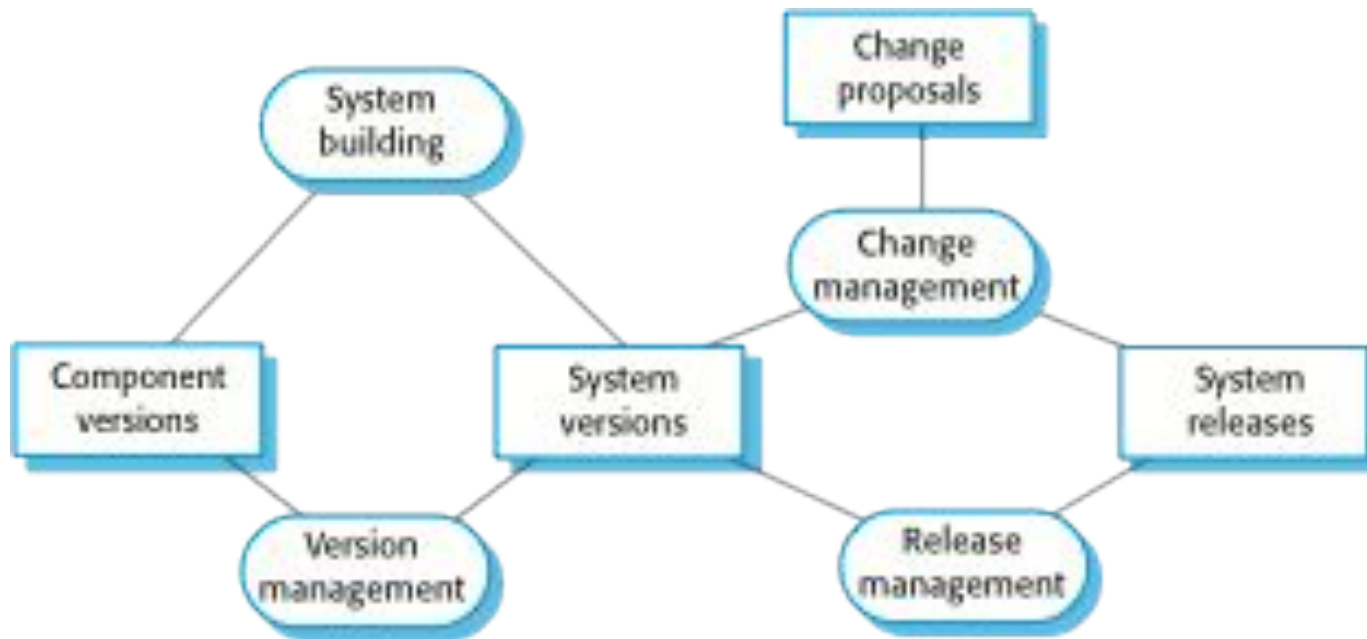 Change
proposals
System
building
Change
management
Component
versions
System
versions
System
releases
Version
management
Release
management